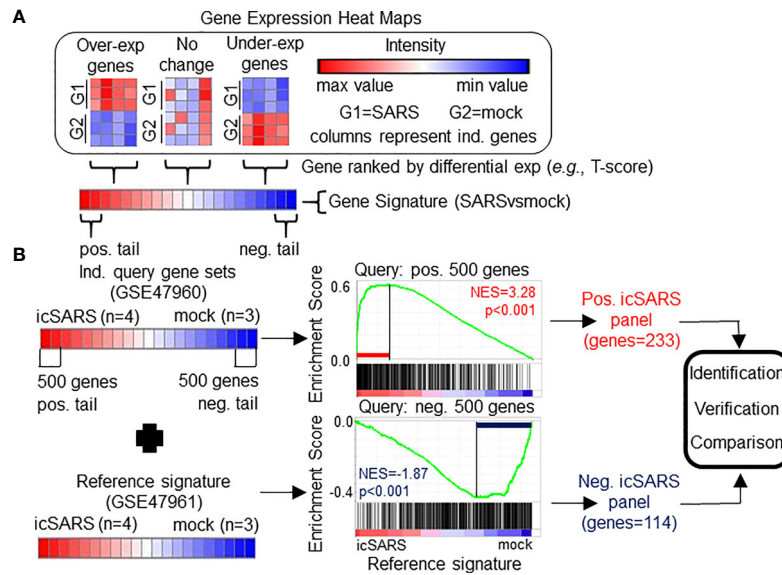 A
Gene Expression Heat Maps
Over-exp
genes
No
change
Under-exp
genes
Intensity
max value
min value
G1
G2
G1
G2
G1
G2
G1=SARS
G2=mock
columns represent ind. genes
Gene ranked by differential exp (e.g., T-score)
Gene Signature (SARSvsmock)
pos. tail
neg. tail
B
Ind. query gene sets
(GSE47960)
icSARS (n=4)
mock (n=3)
500 genes
pos. tail
500 genes
neg. tail
Reference signature
(GSE47961)
icSARS (n=4)
mock (n=3)
Query: pos. 500 genes
Enrichment Score
0.6
0.0
NES=3.28
p<0.001
Query: neg. 500 genes
Enrichment Score
0.0
-0.4
NES=-1.87
p<0.001
icSARS
mock
Reference signature
Pos. icSARS
panel
(genes=233)
Neg. icSARS
panel
(genes=114)
Identification
Verification
Comparison